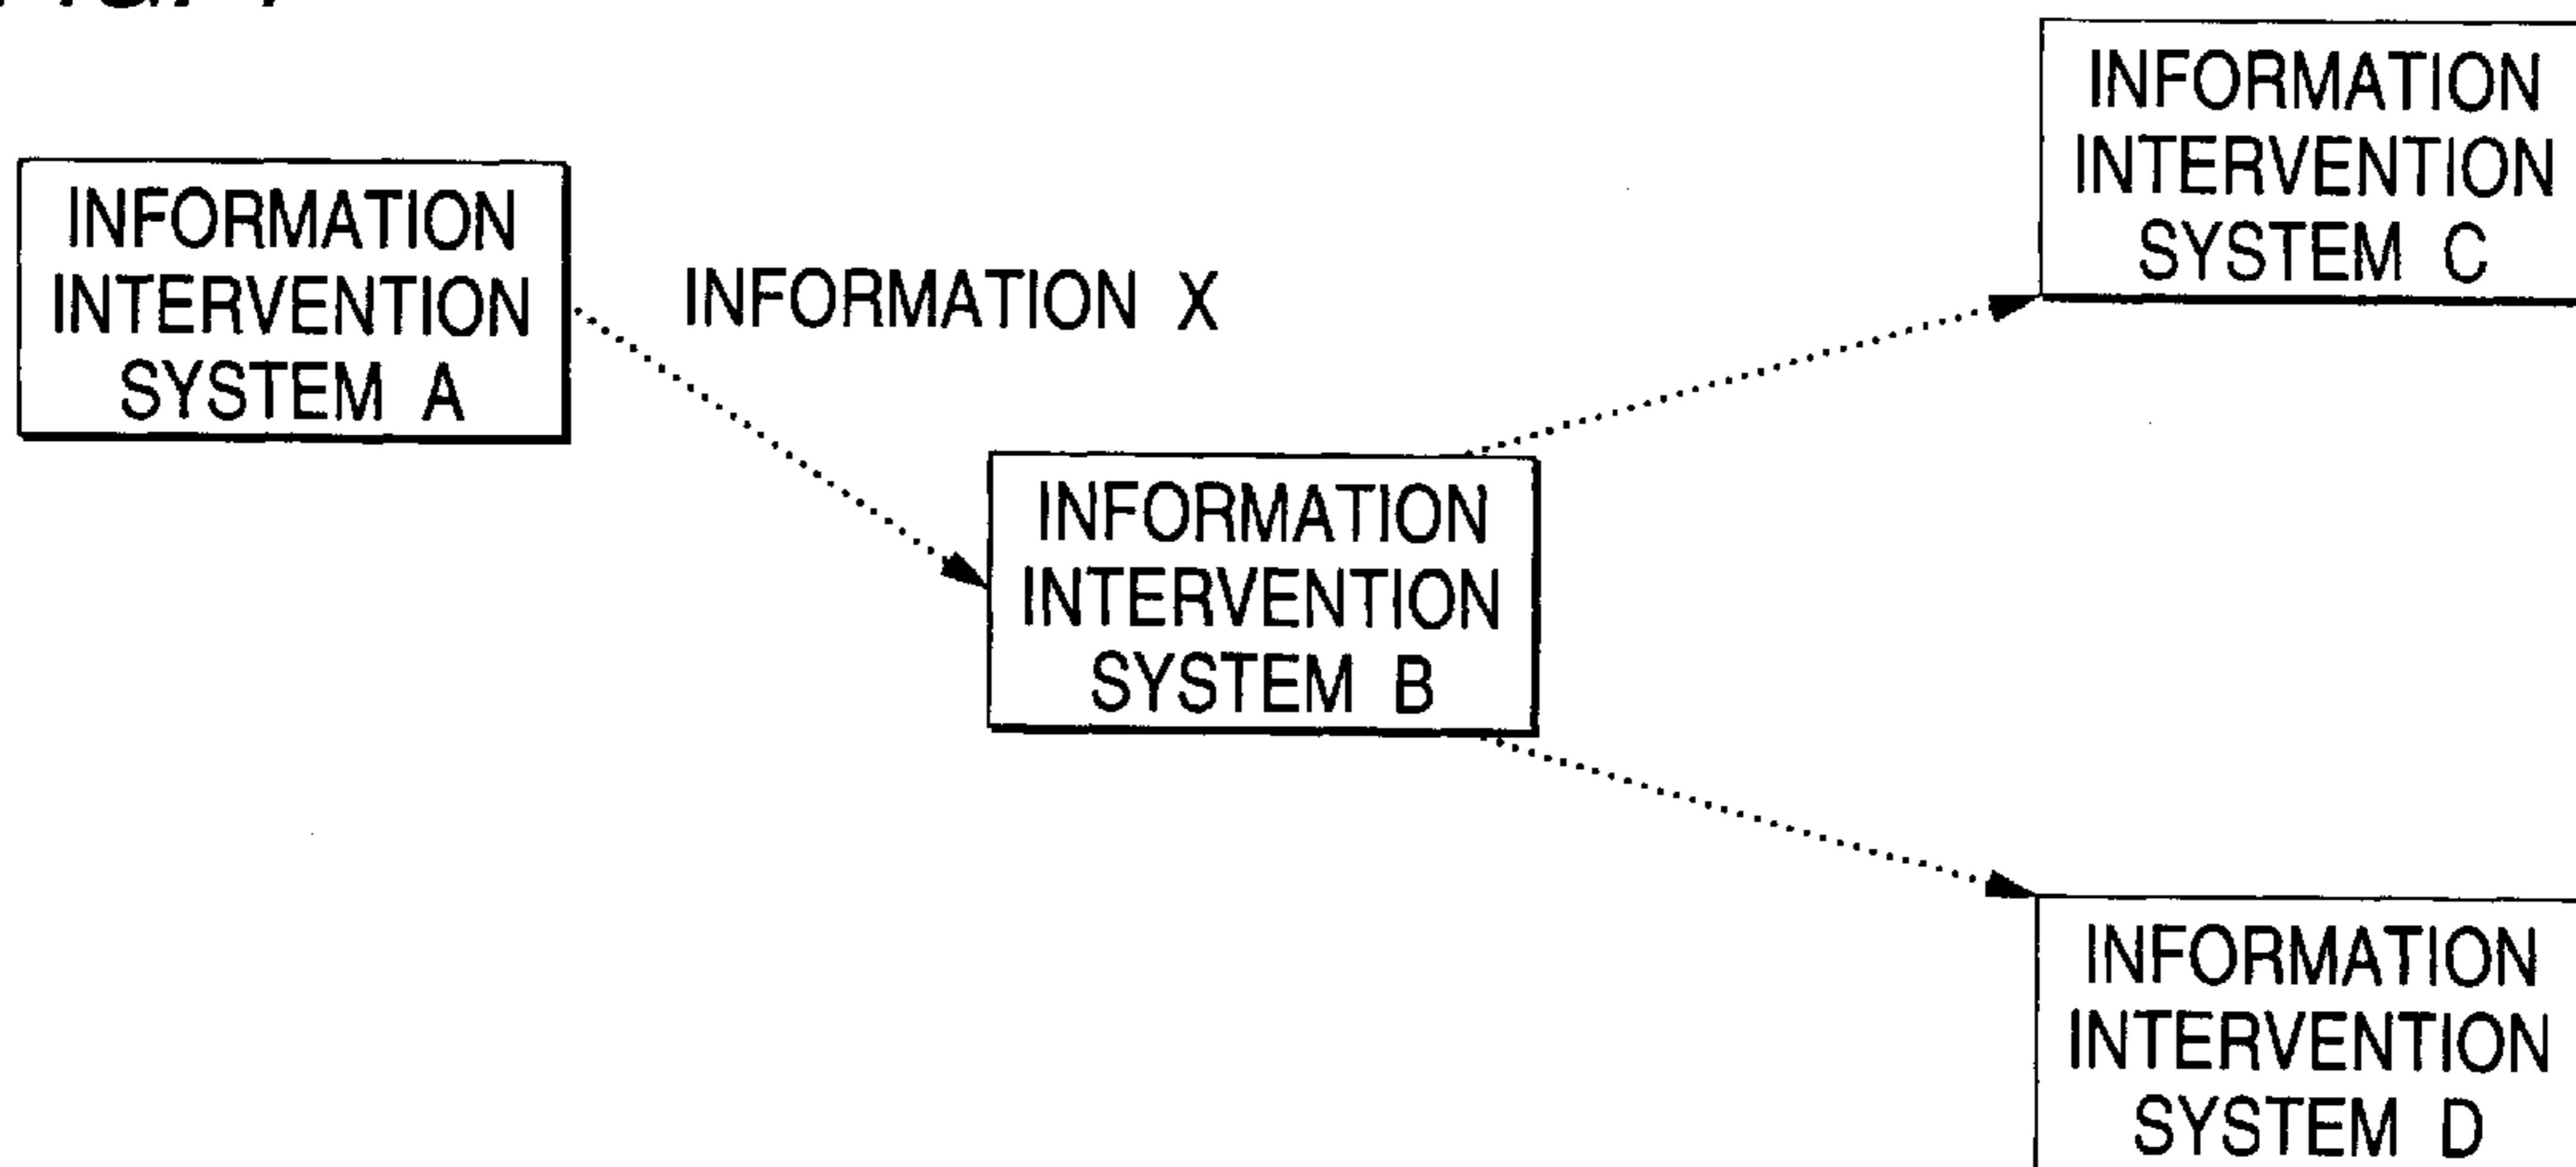 INFORMATION
INTERVENTION
SYSTEM A
INFORMATION X
INFORMATION
INTERVENTION
SYSTEM B
INFORMATION
INTERVENTION
SYSTEM C
INFORMATION
INTERVENTION
SYSTEM D